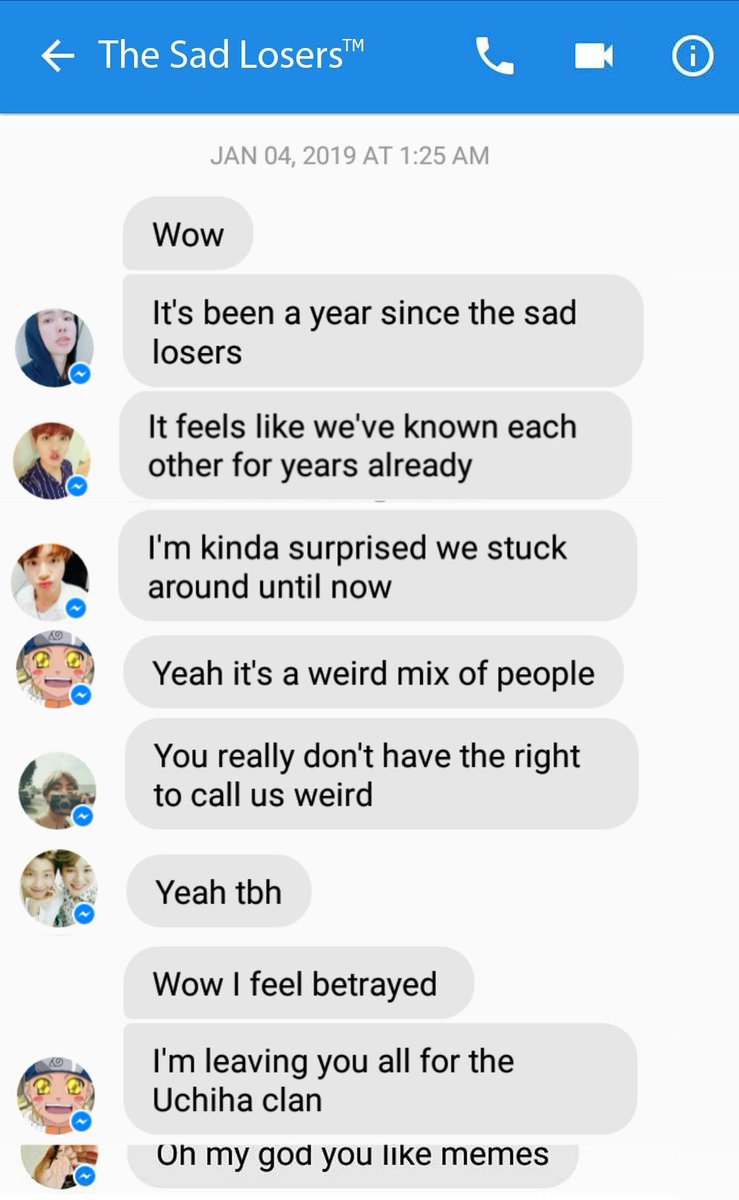 The Sad Losers™
JAN 04, 2019 AT 1:25 AM
Wow
It's been a year since the sad
losers
It feels like we've known each
other for years already
I'm kinda surprised we stuck
around until now
Yeah it's a weird mix of people
You really don't have the right
to call us weird
Yeah tbh
Wow I feel betrayed
I'm leaving you all for the
Uchiha clan
Oh my god you like memes